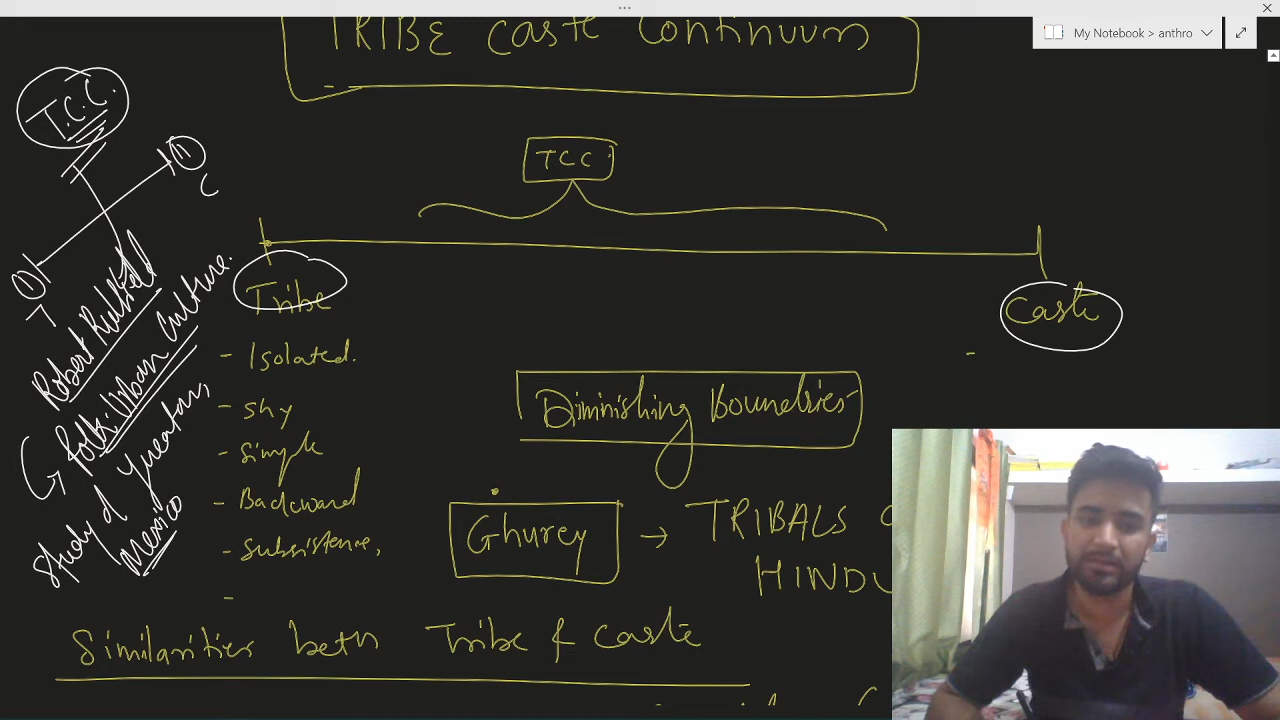 My Notebook > anthro
TRIBE Caste Continuum
T.C.C.
TCC
C
T
Tribe
Caste
- Isolated.
- Shy
- Simple
- Backward
- Subsistence,
-
Robert Redfield
Folk-Urban Culture.
Study of Yucatan,
Mexico
Diminishing Boundries
Ghurey → TRIBALS
HINDU
Similarities betn Tribe & Caste